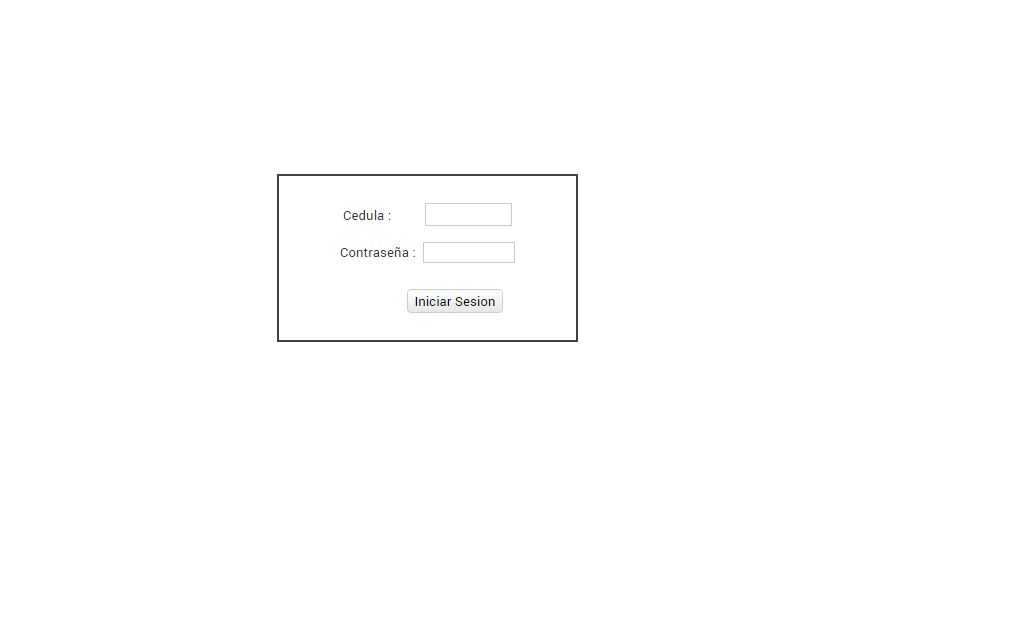 Cedula :
Contraseña :
Iniciar Sesion